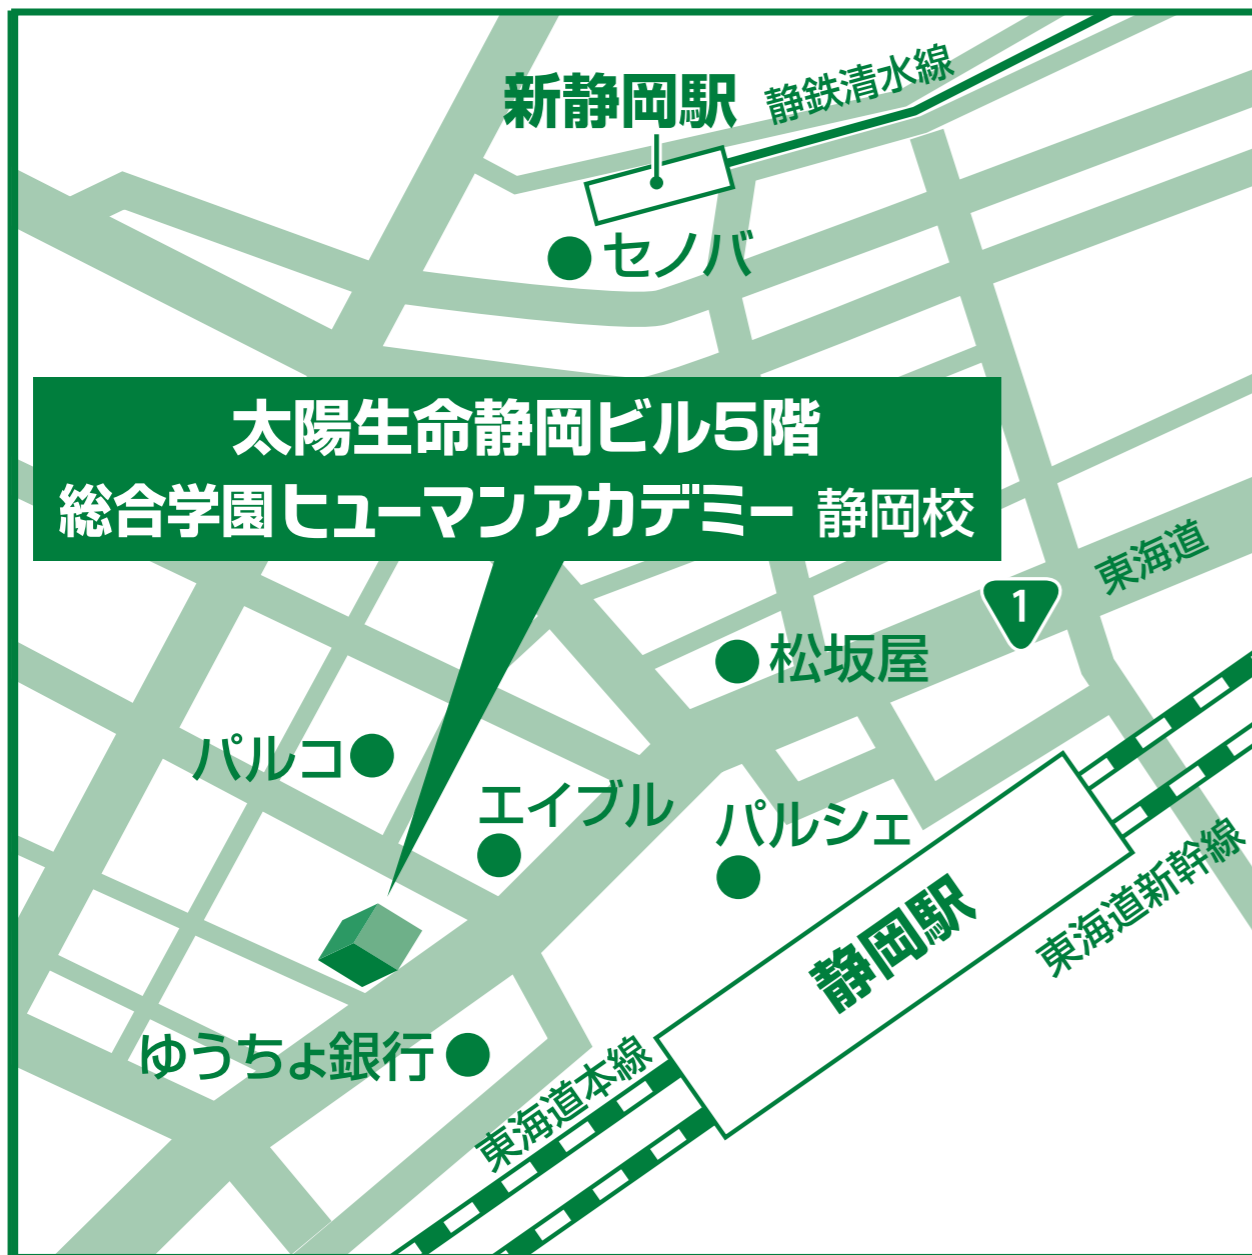 新静岡駅
静鉄清水線
セノバ
太陽生命静岡ビル5階
総合学園ヒューマンアカデミー 静岡校
東海道
1
松坂屋
パルコ
エイブル
パルシェ
静岡駅
東海道新幹線
ゆうちょ銀行
東海道本線